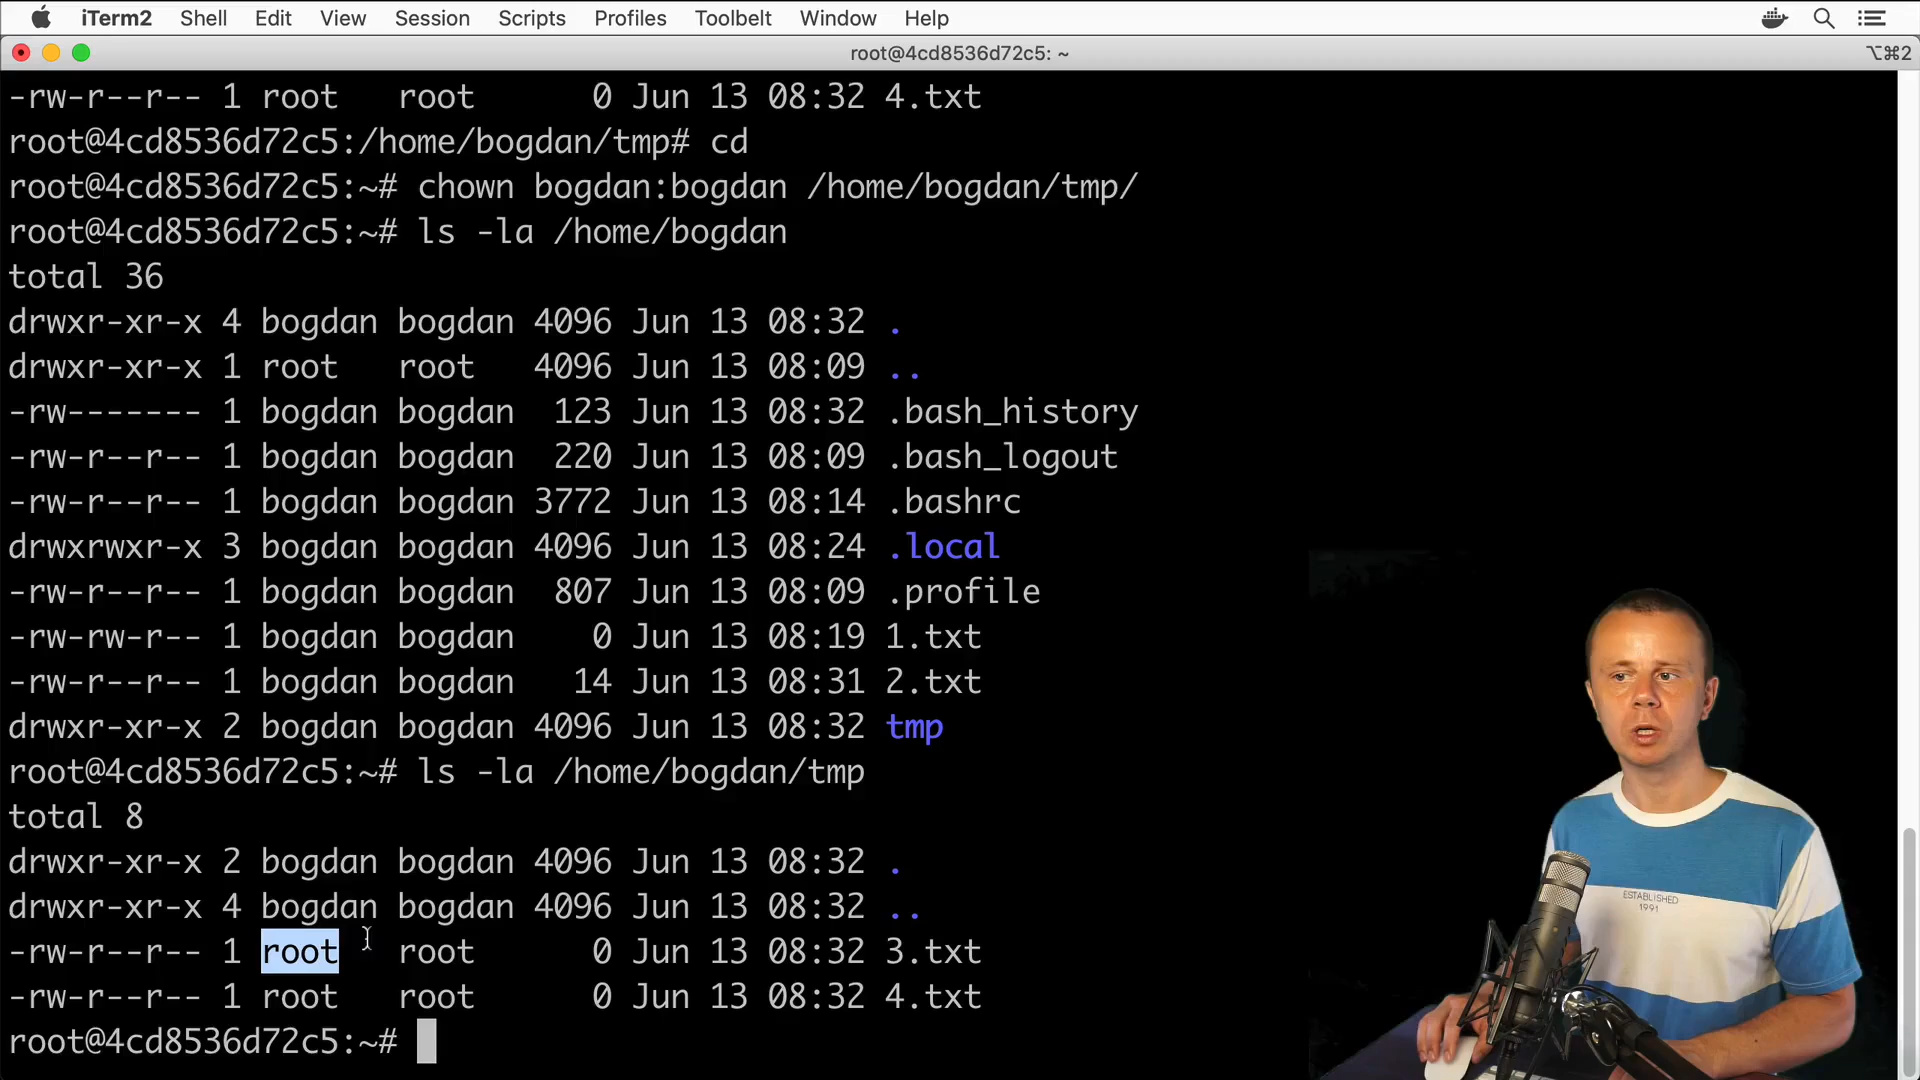 iTerm2 Shell Edit View Session Scripts Profiles Toolbelt Window Help
root@4cd8536d72c5: ~ ⌥⌘2
-rw-r--r-- 1 root   root      0 Jun 13 08:32 4.txt
root@4cd8536d72c5:/home/bogdan/tmp# cd
root@4cd8536d72c5:~# chown bogdan:bogdan /home/bogdan/tmp/
root@4cd8536d72c5:~# ls -la /home/bogdan
total 36
drwxr-xr-x 4 bogdan bogdan 4096 Jun 13 08:32 .
drwxr-xr-x 1 root   root   4096 Jun 13 08:09 ..
-rw------- 1 bogdan bogdan  123 Jun 13 08:32 .bash_history
-rw-r--r-- 1 bogdan bogdan  220 Jun 13 08:09 .bash_logout
-rw-r--r-- 1 bogdan bogdan 3772 Jun 13 08:14 .bashrc
drwxrwxr-x 3 bogdan bogdan 4096 Jun 13 08:24 .local
-rw-r--r-- 1 bogdan bogdan  807 Jun 13 08:09 .profile
-rw-rw-r-- 1 bogdan bogdan    0 Jun 13 08:19 1.txt
-rw-r--r-- 1 bogdan bogdan   14 Jun 13 08:31 2.txt
drwxr-xr-x 2 bogdan bogdan 4096 Jun 13 08:32 tmp
root@4cd8536d72c5:~# ls -la /home/bogdan/tmp
total 8
drwxr-xr-x 2 bogdan bogdan 4096 Jun 13 08:32 .
drwxr-xr-x 4 bogdan bogdan 4096 Jun 13 08:32 ..
-rw-r--r-- 1 root   root      0 Jun 13 08:32 3.txt
-rw-r--r-- 1 root   root      0 Jun 13 08:32 4.txt
root@4cd8536d72c5:~#
ESTABLISHED
1991